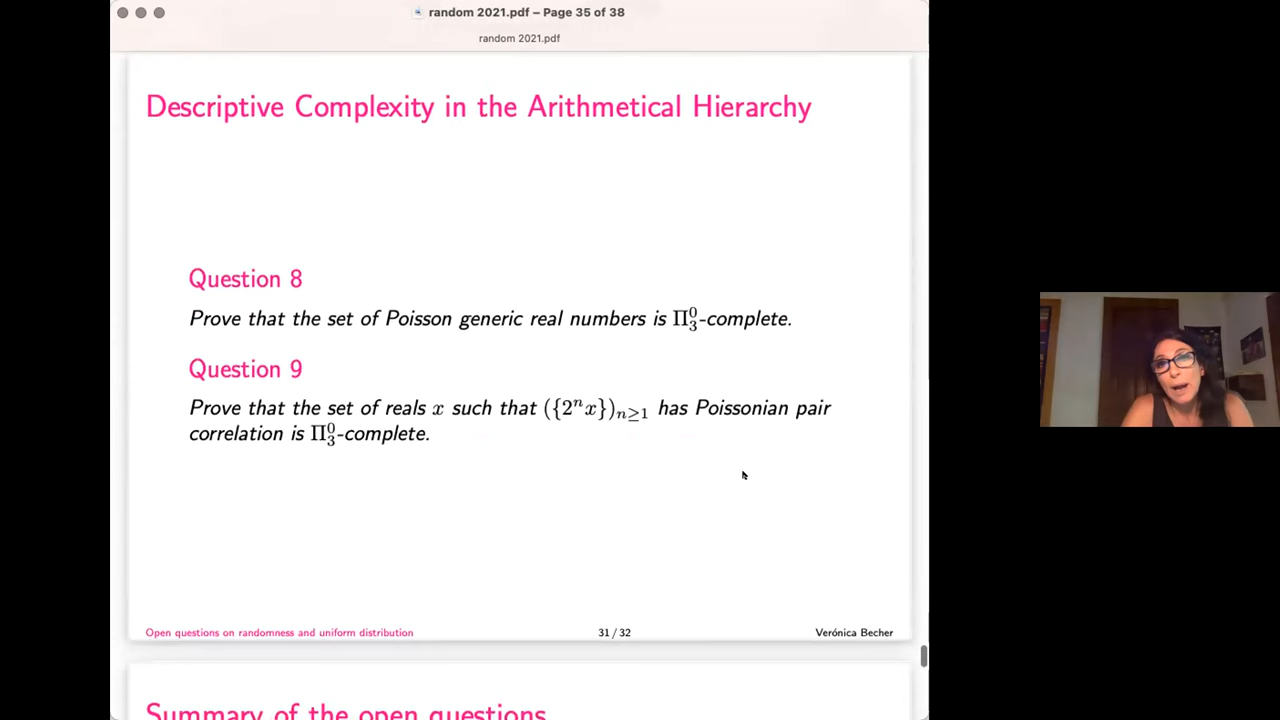 random 2021.pdf – Page 35 of 38
random 2021.pdf
Descriptive Complexity in the Arithmetical Hierarchy
Question 8
Prove that the set of Poisson generic real numbers is Π⁰₃-complete.
Question 9
Prove that the set of reals x such that ({2ⁿx})ₙ≥₁ has Poissonian pair
correlation is Π⁰₃-complete.
Open questions on randomness and uniform distribution 31 / 32 Verónica Becher
Summary of the open questions